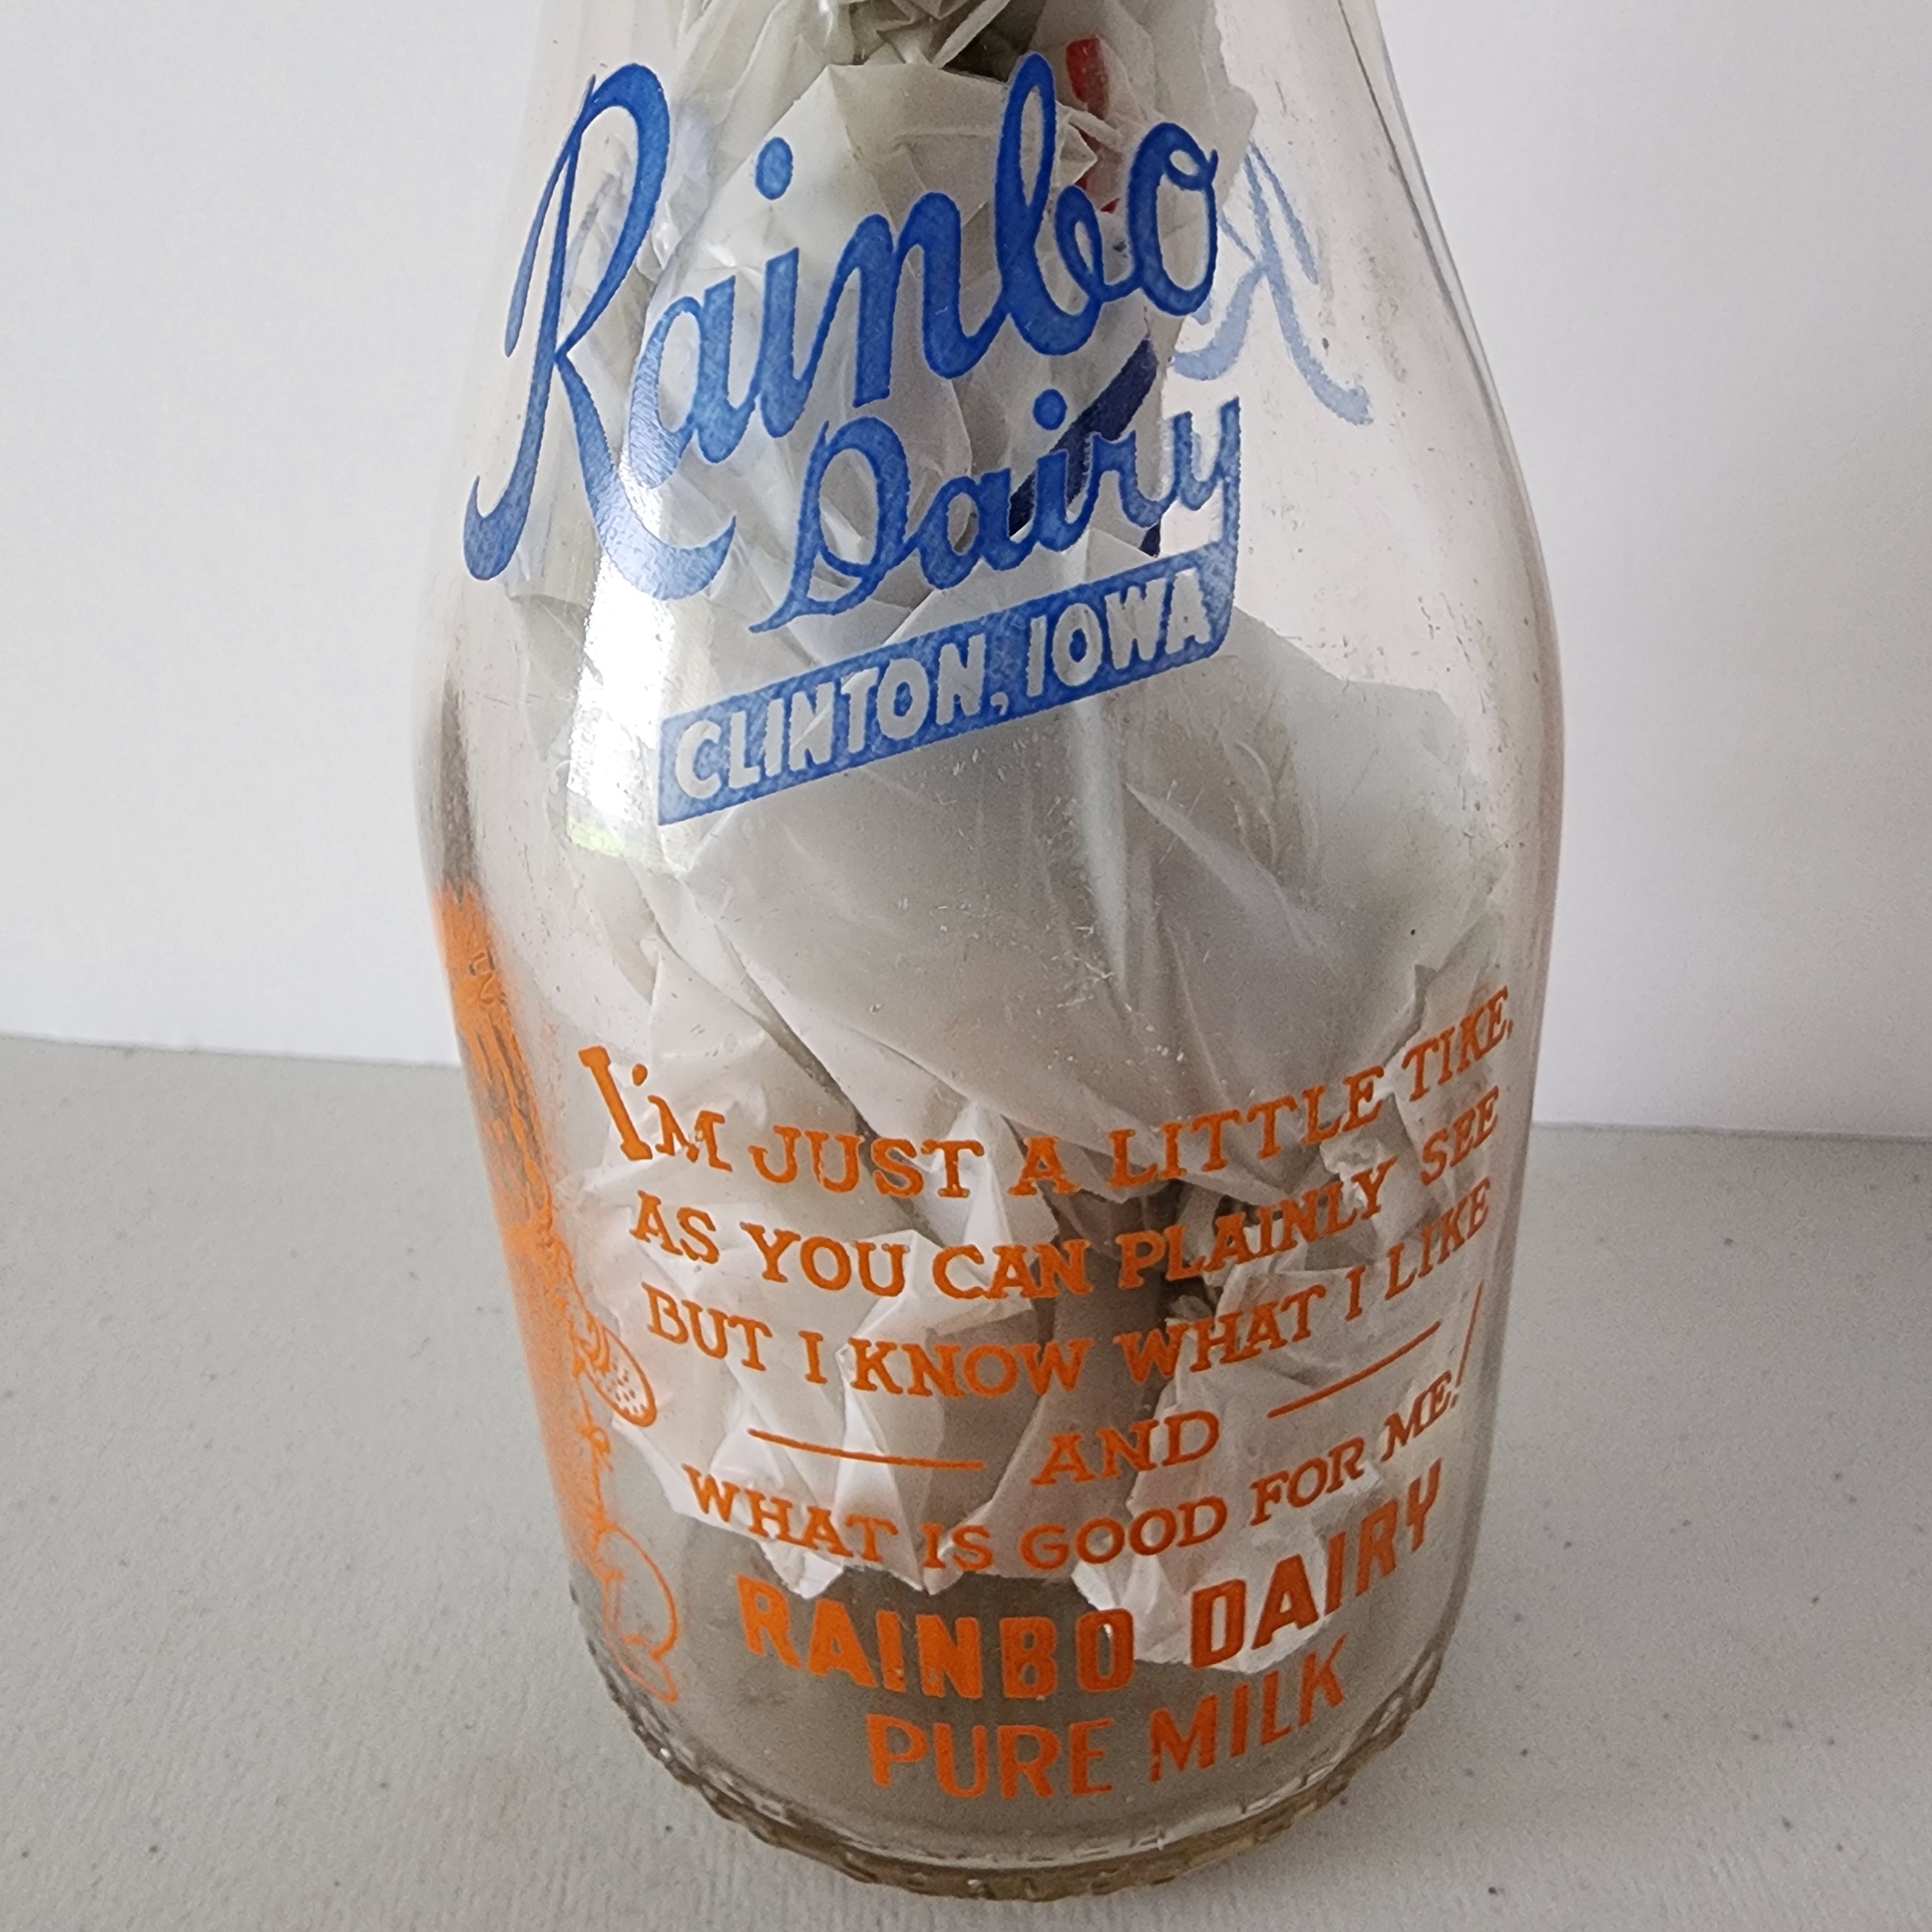 Rainbo
Dairy
CLINTON, IOWA
I'M JUST A LITTLE TIKE,
AS YOU CAN PLAINLY SEE
BUT I KNOW WHAT I LIKE
— AND —
WHAT IS GOOD FOR ME!
RAINBO DAIRY
PURE MILK